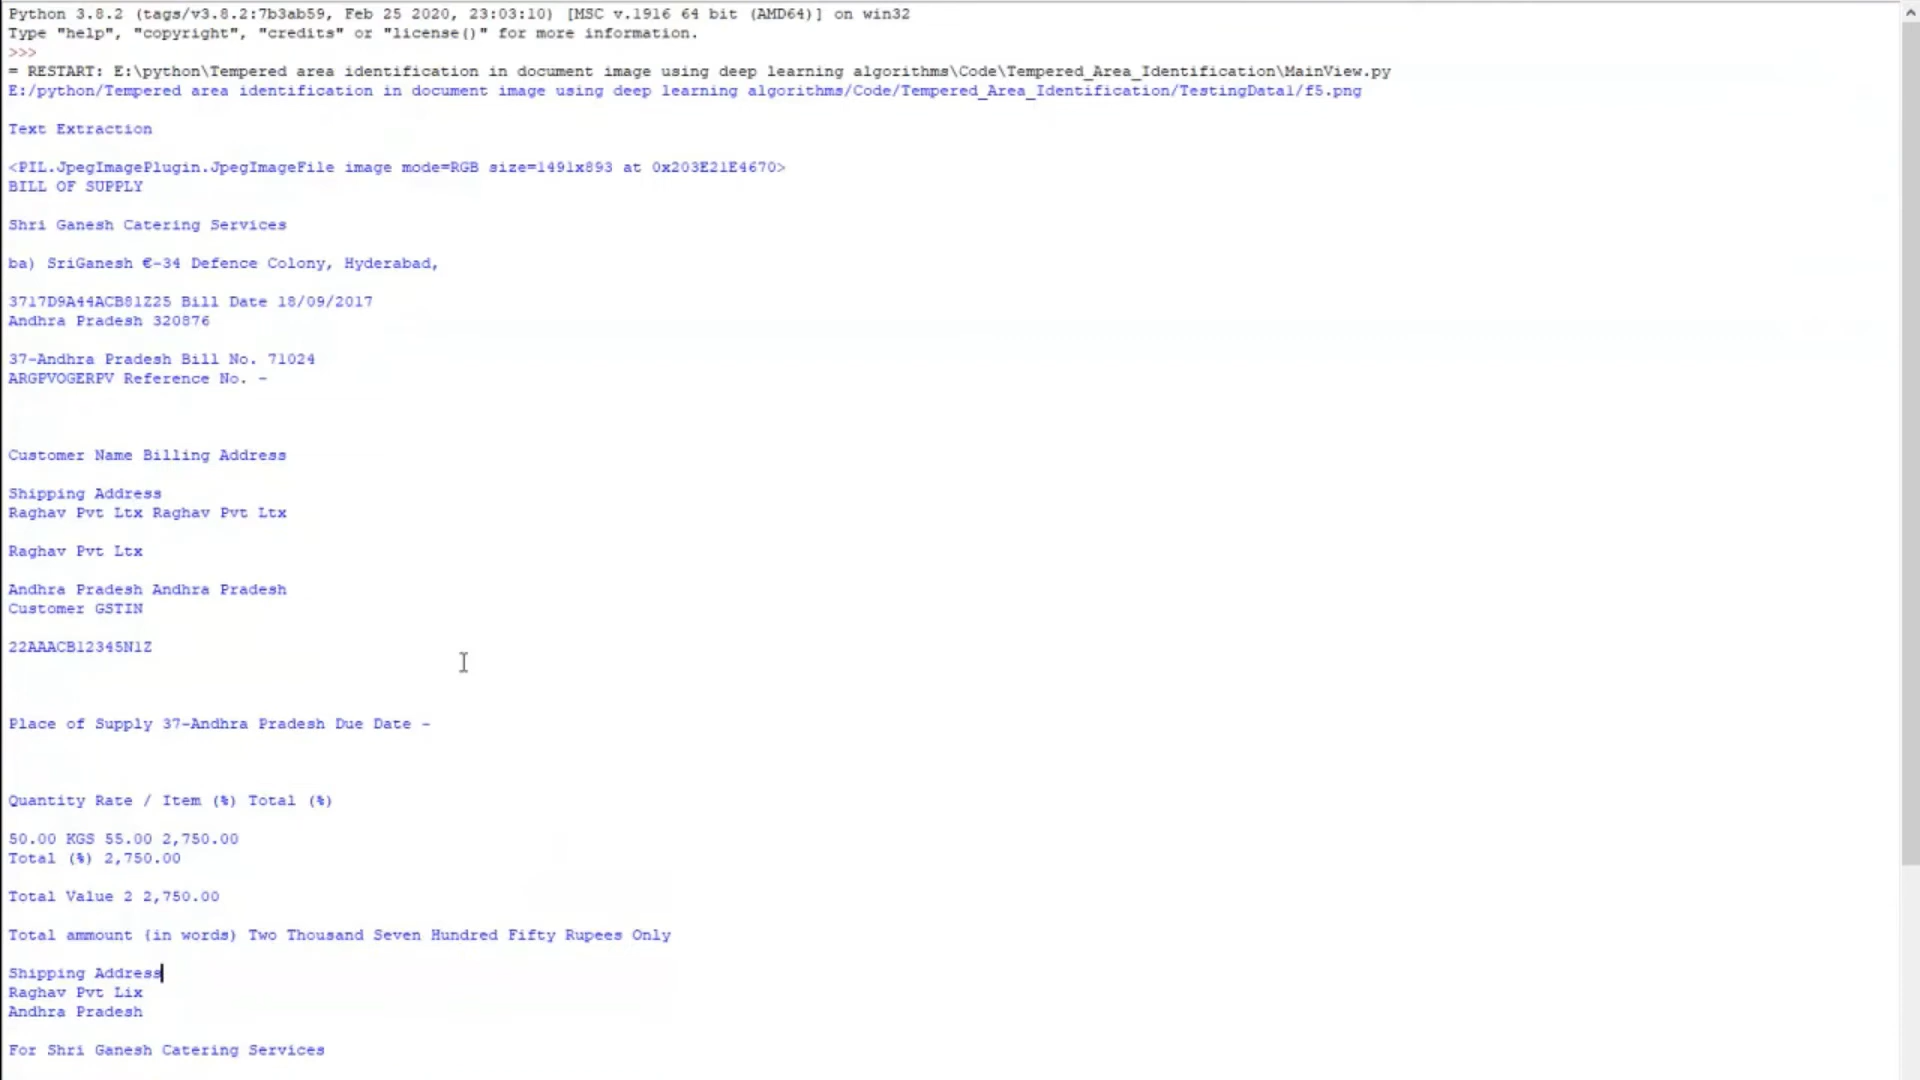 Python 3.8.2 (tags/v3.8.2:7b3ab59, Feb 25 2020, 23:03:10) [MSC v.1916 64 bit (AMD64)] on win32
Type "help", "copyright", "credits" or "license()" for more information.
>>>
= RESTART: E:\python\Tempered area identification in document image using deep learning algorithms\Code\Tempered_Area_Identification\MainView.py
E:/python/Tempered area identification in document image using deep learning algorithms/Code/Tempered_Area_Identification/TestingData1/f5.png
Text Extraction
<PIL.JpegImagePlugin.JpegImageFile image mode=RGB size=1491x893 at 0x203E21E4670>
BILL OF SUPPLY
Shri Ganesh Catering Services
ba) SriGanesh €-34 Defence Colony, Hyderabad,
3717D9A44ACB81Z25 Bill Date 18/09/2017
Andhra Pradesh 320876
37-Andhra Pradesh Bill No. 71024
ARGPVOGERPV Reference No. -
Customer Name Billing Address
Shipping Address
Raghav Pvt Ltx Raghav Pvt Ltx
Raghav Pvt Ltx
Andhra Pradesh Andhra Pradesh
Customer GSTIN
22AAACB12345N1Z
Place of Supply 37-Andhra Pradesh Due Date -
Quantity Rate / Item (%) Total (%)
50.00 KGS 55.00 2,750.00
Total (%) 2,750.00
Total Value 2 2,750.00
Total ammount (in words) Two Thousand Seven Hundred Fifty Rupees Only
Shipping Address
Raghav Pvt Lix
Andhra Pradesh
For Shri Ganesh Catering Services